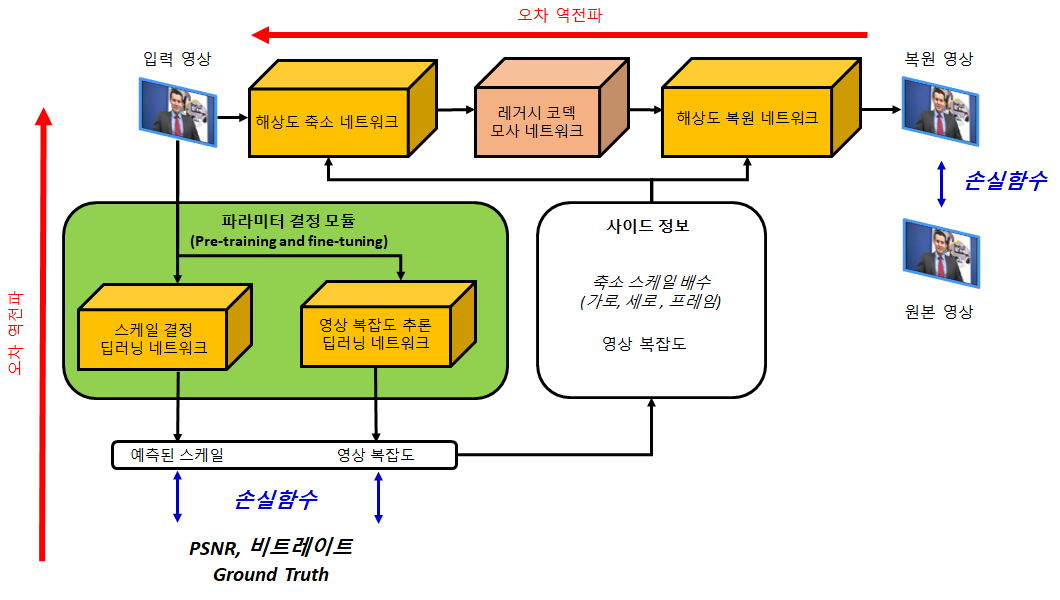 오차 역전파
입력 영상
복원 영상
해상도 축소 네트워크
레거시 코덱
모사 네트워크
해상도 복원 네트워크
손실함수
파라미터 결정 모듈
(Pre-training and fine-tuning)
사이드 정보
축소 스케일 배수
(가로, 세로 , 프레임)
영상 복잡도
원본 영상
오차 역전파
스케일 결정
딥러닝 네트워크
영상 복잡도 추론
딥러닝 네트워크
예측된 스케일
영상 복잡도
손실함수
PSNR, 비트레이트
Ground Truth